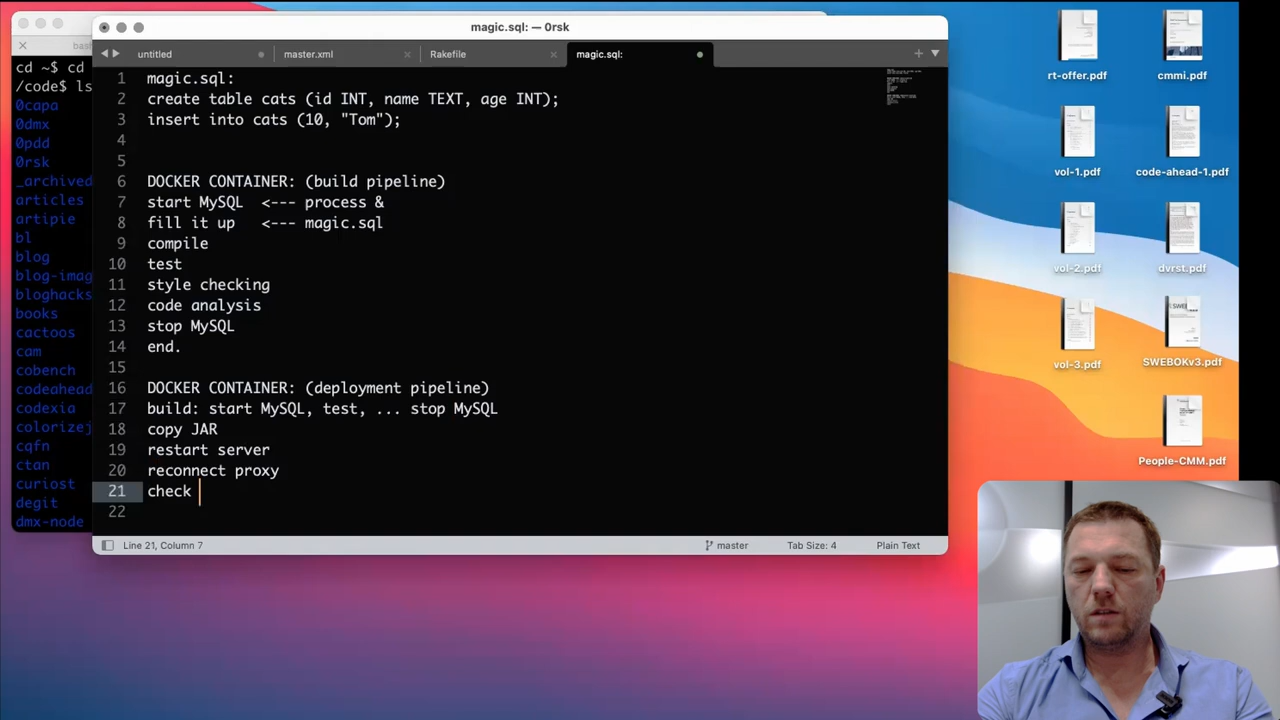 magic.sql: — 0rsk
untitled
master.xml
Rakefile
magic.sql:
cd ~$ cd
/code$ ls
0capa
0dmx
0pdd
0rsk
_archived
articles
artipie
bl
blog
blog-imag
bloghacks
books
cactoos
cam
cobench
codeahead
codexia
colorizej
cqfn
ctan
curiost
degit
dmx-node
1 magic.sql:
2 create table cats (id INT, name TEXT, age INT);
3 insert into cats (10, "Tom");
4
5
6 DOCKER CONTAINER: (build pipeline)
7 start MySQL <--- process &
8 fill it up <--- magic.sql
9 compile
10 test
11 style checking
12 code analysis
13 stop MySQL
14 end.
15
16 DOCKER CONTAINER: (deployment pipeline)
17 build: start MySQL, test, ... stop MySQL
18 copy JAR
19 restart server
20 reconnect proxy
21 check
22
Line 21, Column 7
master
Tab Size: 4
Plain Text
rt-offer.pdf
cmmi.pdf
vol-1.pdf
code-ahead-1.pdf
vol-2.pdf
dvrst.pdf
vol-3.pdf
SWEBOKv3.pdf
People-CMM.pdf